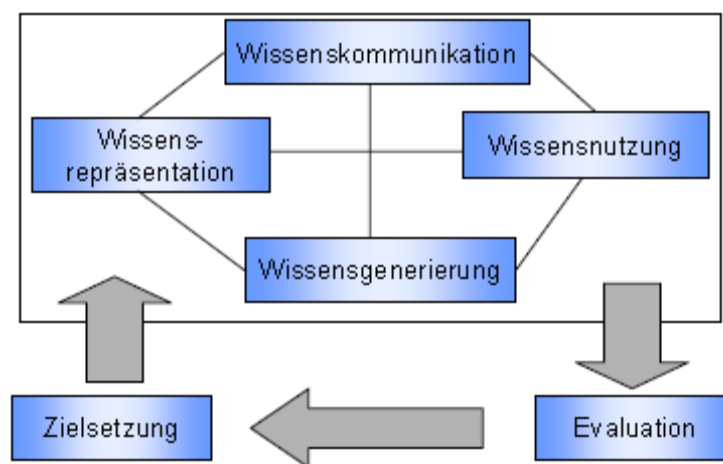 Wissenskommunikation
Wissens-
repräsentation
Wissensnutzung
Wissensgenerierung
Zielsetzung
Evaluation